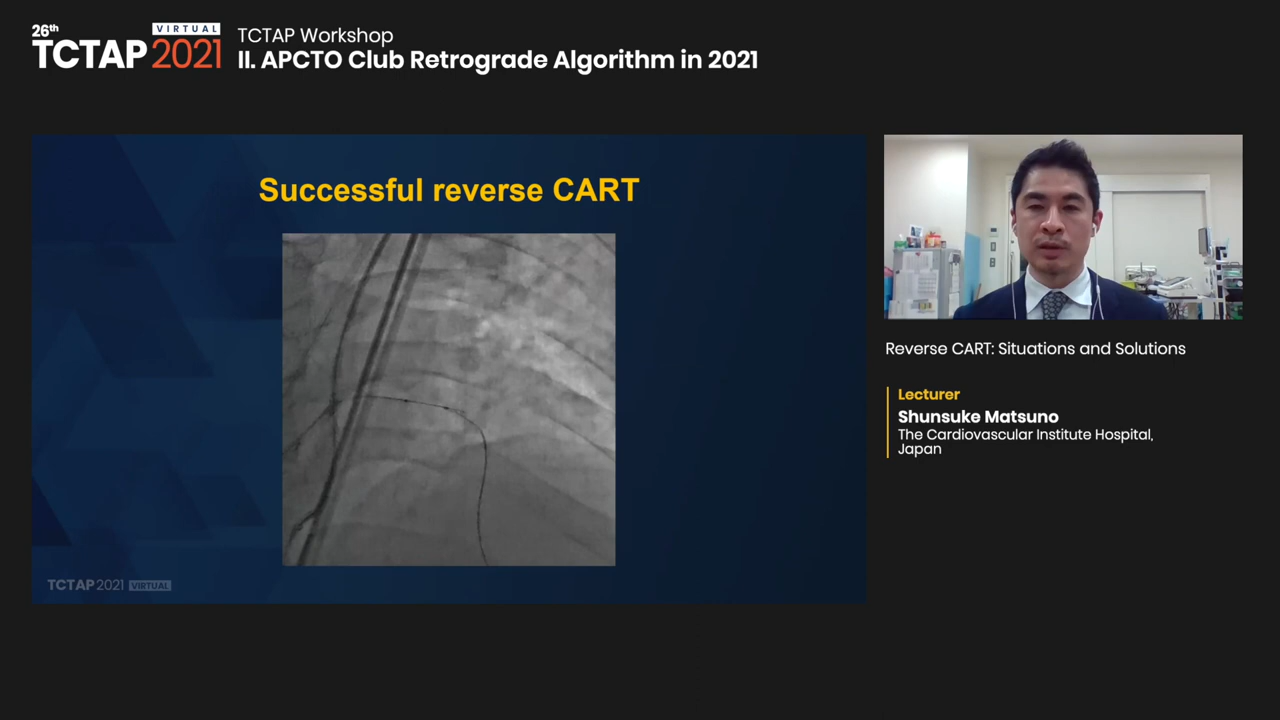 26th
VIRTUAL
TCTAP 2021
TCTAP Workshop
II. APCTO Club Retrograde Algorithm in 2021
Successful reverse CART
TCTAP 2021 VIRTUAL
Reverse CART: Situations and Solutions
Lecturer
Shunsuke Matsuno
The Cardiovascular Institute Hospital,
Japan